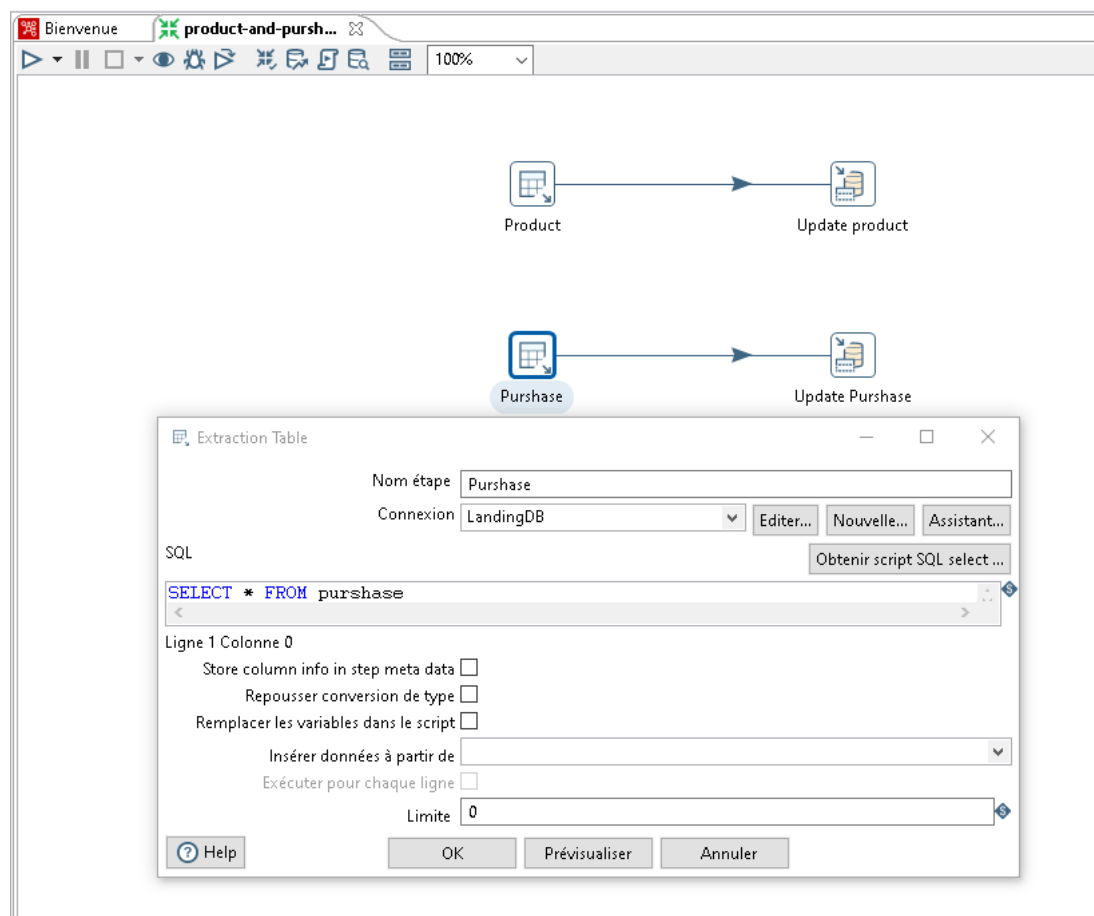 Bienvenue
product-and-pursh...
100%
Product
Update product
Purshase
Update Purshase
Extraction Table
Nom étape
Purshase
Connexion
LandingDB
Editer...
Nouvelle...
Assistant...
SQL
Obtenir script SQL select ...
SELECT * FROM purshase
Ligne 1 Colonne 0
Store column info in step meta data
Repousser conversion de type
Remplacer les variables dans le script
Insérer données à partir de
Exécuter pour chaque ligne
Limite
0
Help
OK
Prévisualiser
Annuler